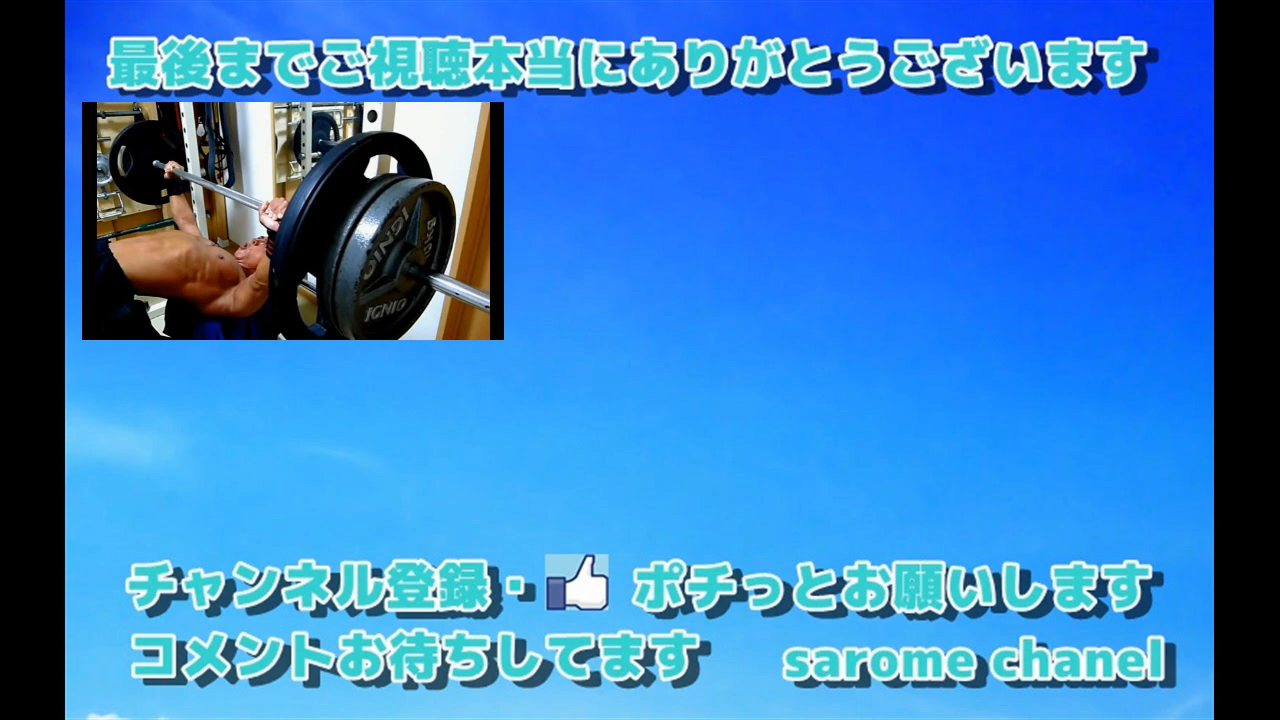 最後までご視聴本当にありがとうございます
IGNIO
IGNIO
チャンネル登録・ ポチっとお願いします
コメントお待ちしてます sarome chanel